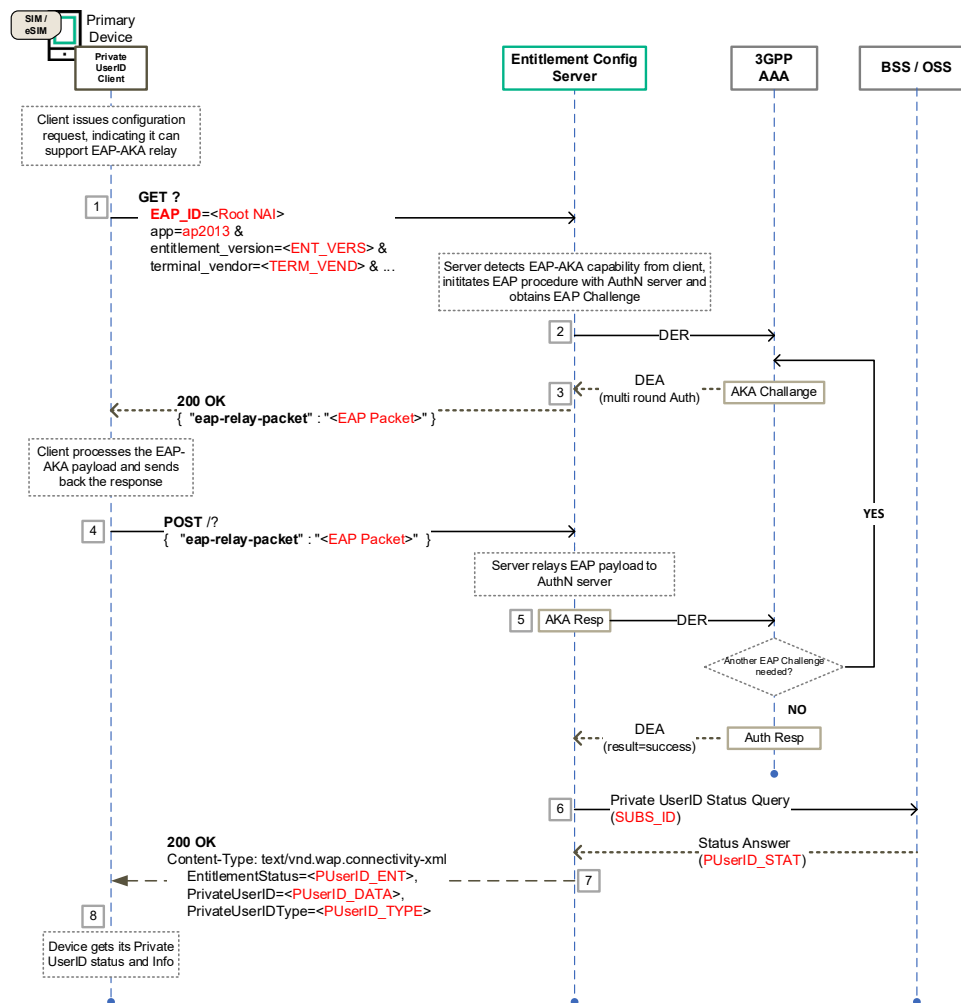 SIM /
eSIM
Primary
Device
Private
UserID
Client
Entitlement Config
Server
3GPP
AAA
BSS / OSS
Client issues configuration
request, indicating it can
support EAP-AKA relay
1
GET ?
EAP_ID=<Root NAI>
app=ap2013 &
entitlement_version=<ENT_VERS> &
terminal_vendor=<TERM_VEND> & ...
Server detects EAP-AKA capability from client,
inititates EAP procedure with AuthN server and
obtains EAP Challenge
2
DER
3
DEA
(multi round Auth)
AKA Challange
200 OK
{ "eap-relay-packet" : "<EAP Packet>" }
Client processes the EAP-
AKA payload and sends
back the response
YES
4
POST /?
{ "eap-relay-packet" : "<EAP Packet>" }
Server relays EAP payload to
AuthN server
5
AKA Resp
DER
Another EAP Challenge
needed?
NO
DEA
(result=success)
Auth Resp
6
Private UserID Status Query
(SUBS_ID)
Status Answer
(PUserID_STAT)
200 OK
Content-Type: text/vnd.wap.connectivity-xml
EntitlementStatus=<PUserID_ENT>,
PrivateUserID=<PUserID_DATA>,
PrivateUserIDType=<PUserID_TYPE>
7
8
Device gets its Private
UserID status and Info